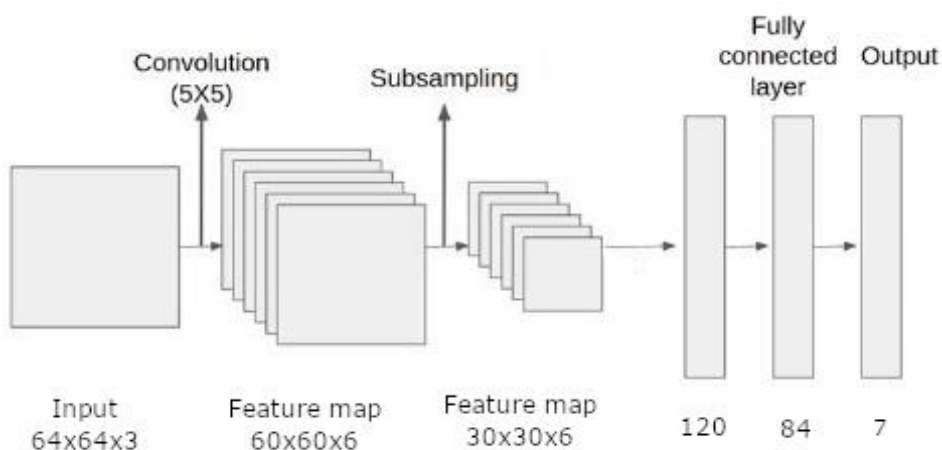 Convolution
(5X5)
Subsampling
Fully
connected
layer
Output
Input
64x64x3
Feature map
60x60x6
Feature map
30x30x6
120
84
7